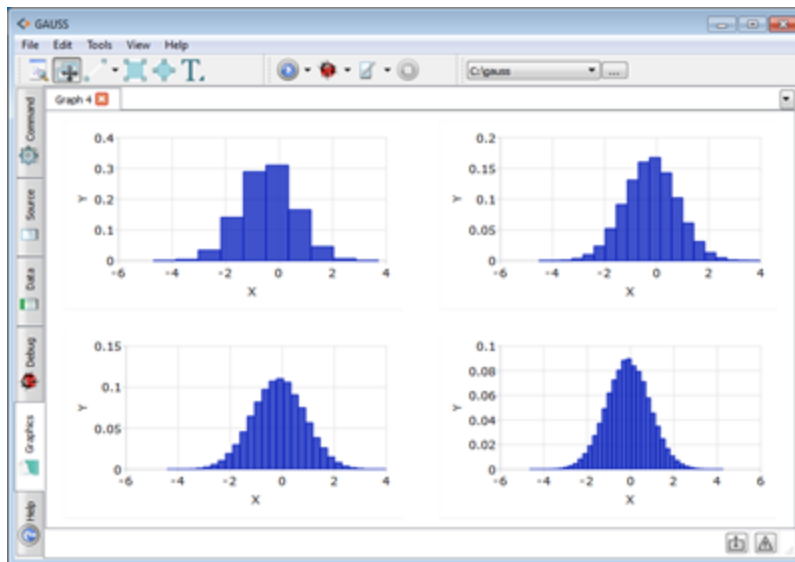 GAUSS
File Edit Tools View Help
T
C:\gauss ...
Graph 4
Command
Source
Data
Debug
Graphics
Help
0.4
0.3
0.2
0.1
0
Y
-6 -4 -2 0 2 4
X
0.2
0.15
0.1
0.05
0
Y
-6 -4 -2 0 2 4
X
0.15
0.1
0.05
0
Y
-6 -4 -2 0 2 4
X
0.1
0.08
0.06
0.04
0.02
0
Y
-6 -4 -2 0 2 4 6
X